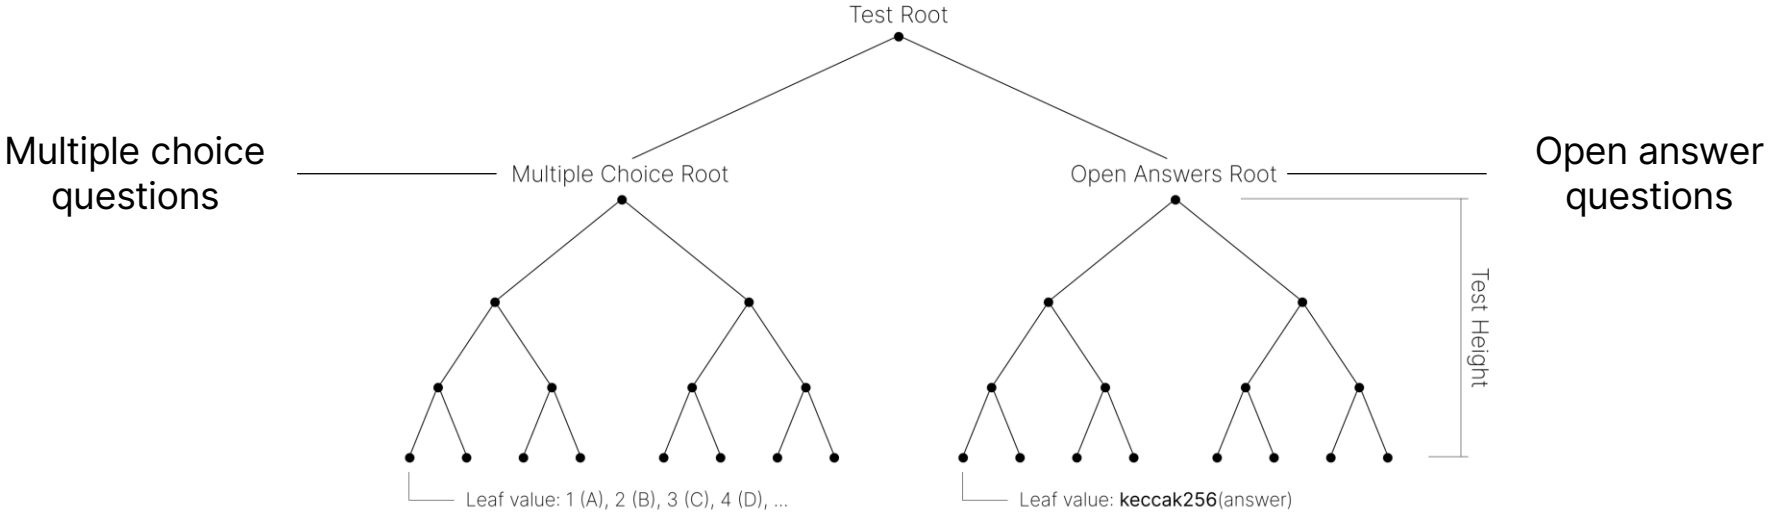 Test Root
Multiple choice
questions
Multiple Choice Root
Open Answers Root
Open answer
questions
Test Height
Leaf value: 1 (A), 2 (B), 3 (C), 4 (D), ...
Leaf value: keccak256(answer)